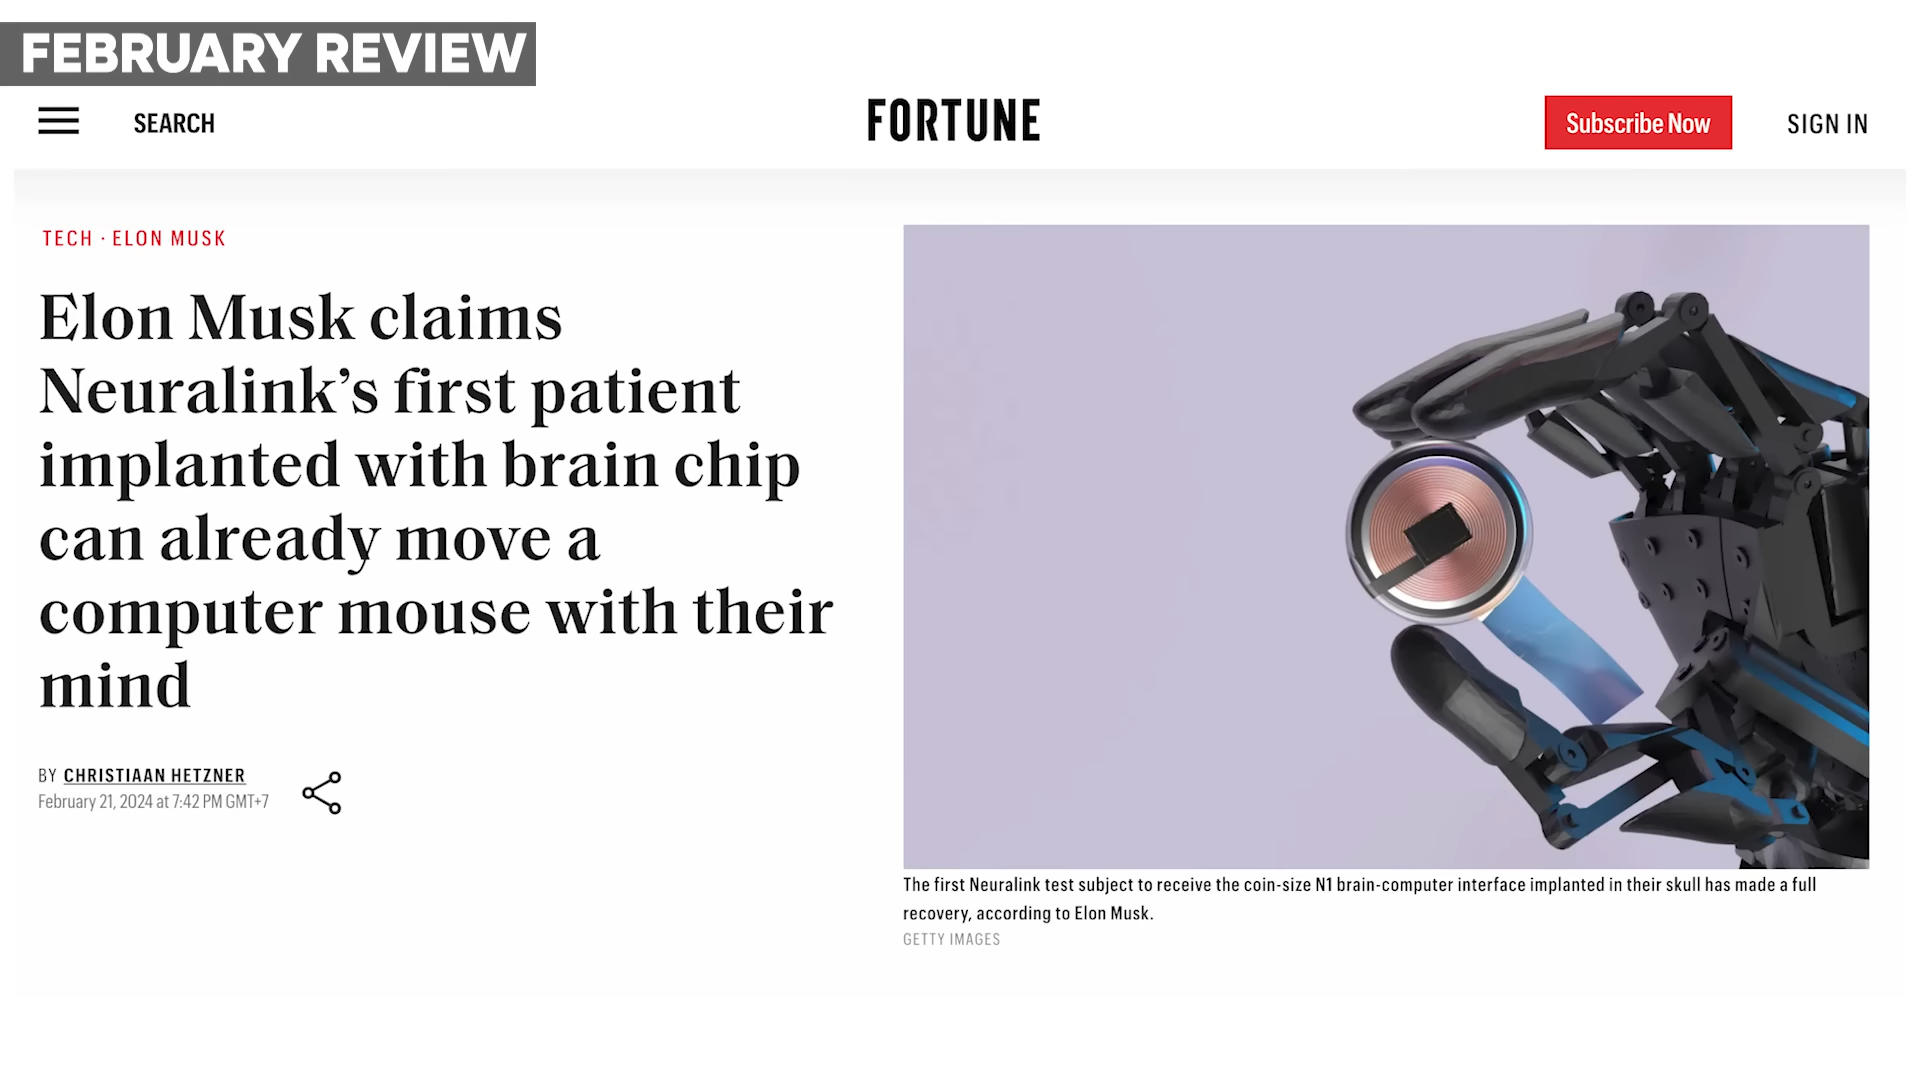 FEBRUARY REVIEW
SEARCH
FORTUNE
Subscribe Now
SIGN IN
TECH · ELON MUSK
Elon Musk claims
Neuralink’s first patient
implanted with brain chip
can already move a
computer mouse with their
mind
BY CHRISTIAAN HETZNER
February 21, 2024 at 7:42 PM GMT+7
The first Neuralink test subject to receive the coin-size N1 brain-computer interface implanted in their skull has made a full
recovery, according to Elon Musk.
GETTY IMAGES